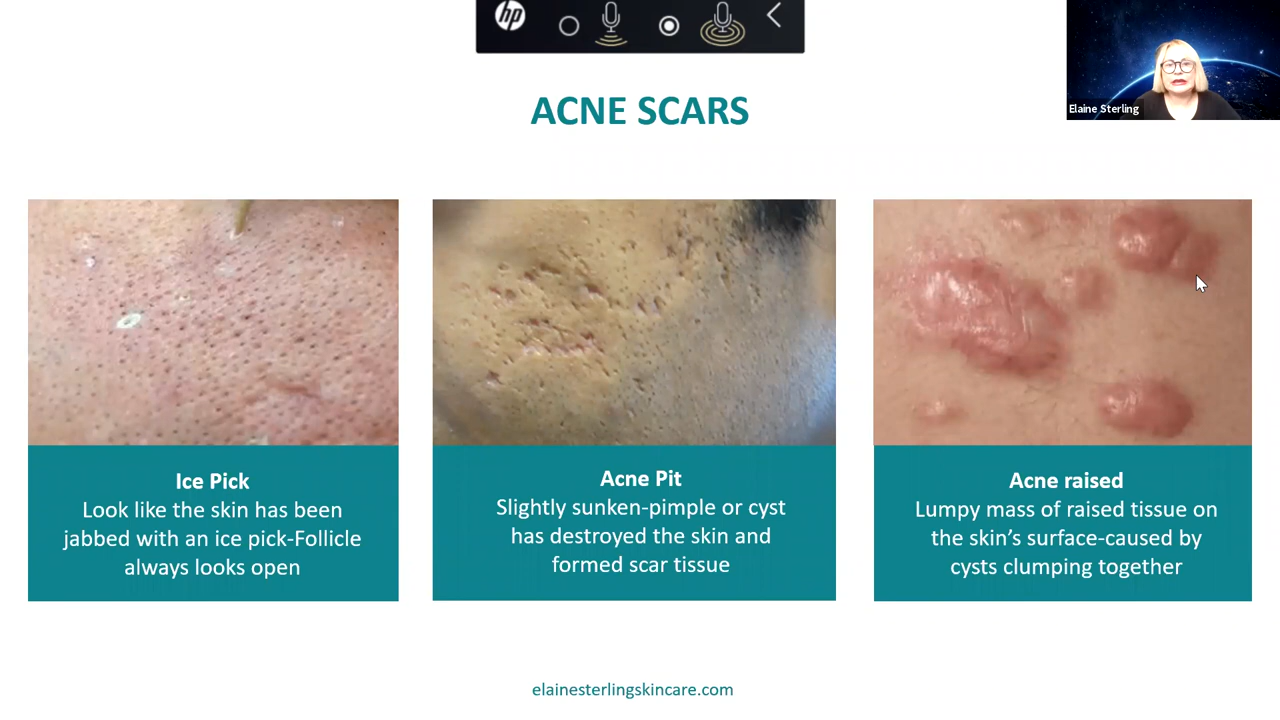 hp
Elaine Sterling
ACNE SCARS
Ice Pick
Look like the skin has been
jabbed with an ice pick-Follicle
always looks open
Acne Pit
Slightly sunken-pimple or cyst
has destroyed the skin and
formed scar tissue
Acne raised
Lumpy mass of raised tissue on
the skin’s surface-caused by
cysts clumping together
elainesterlingskincare.com